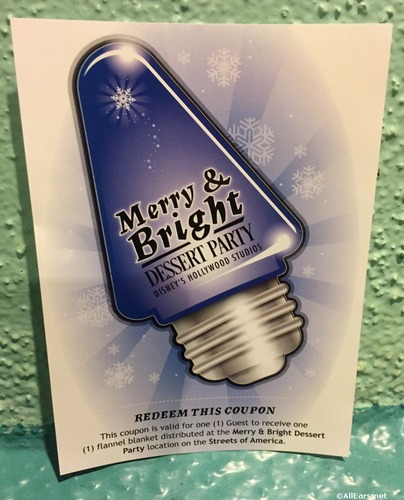 Merry &
Bright
DESSERT PARTY
DISNEY'S HOLLYWOOD STUDIOS
REDEEM THIS COUPON
This coupon is valid for one (1) Guest to receive one
(1) flannel blanket distributed at the Merry & Bright Dessert
Party location on the Streets of America.
©AllEars.net